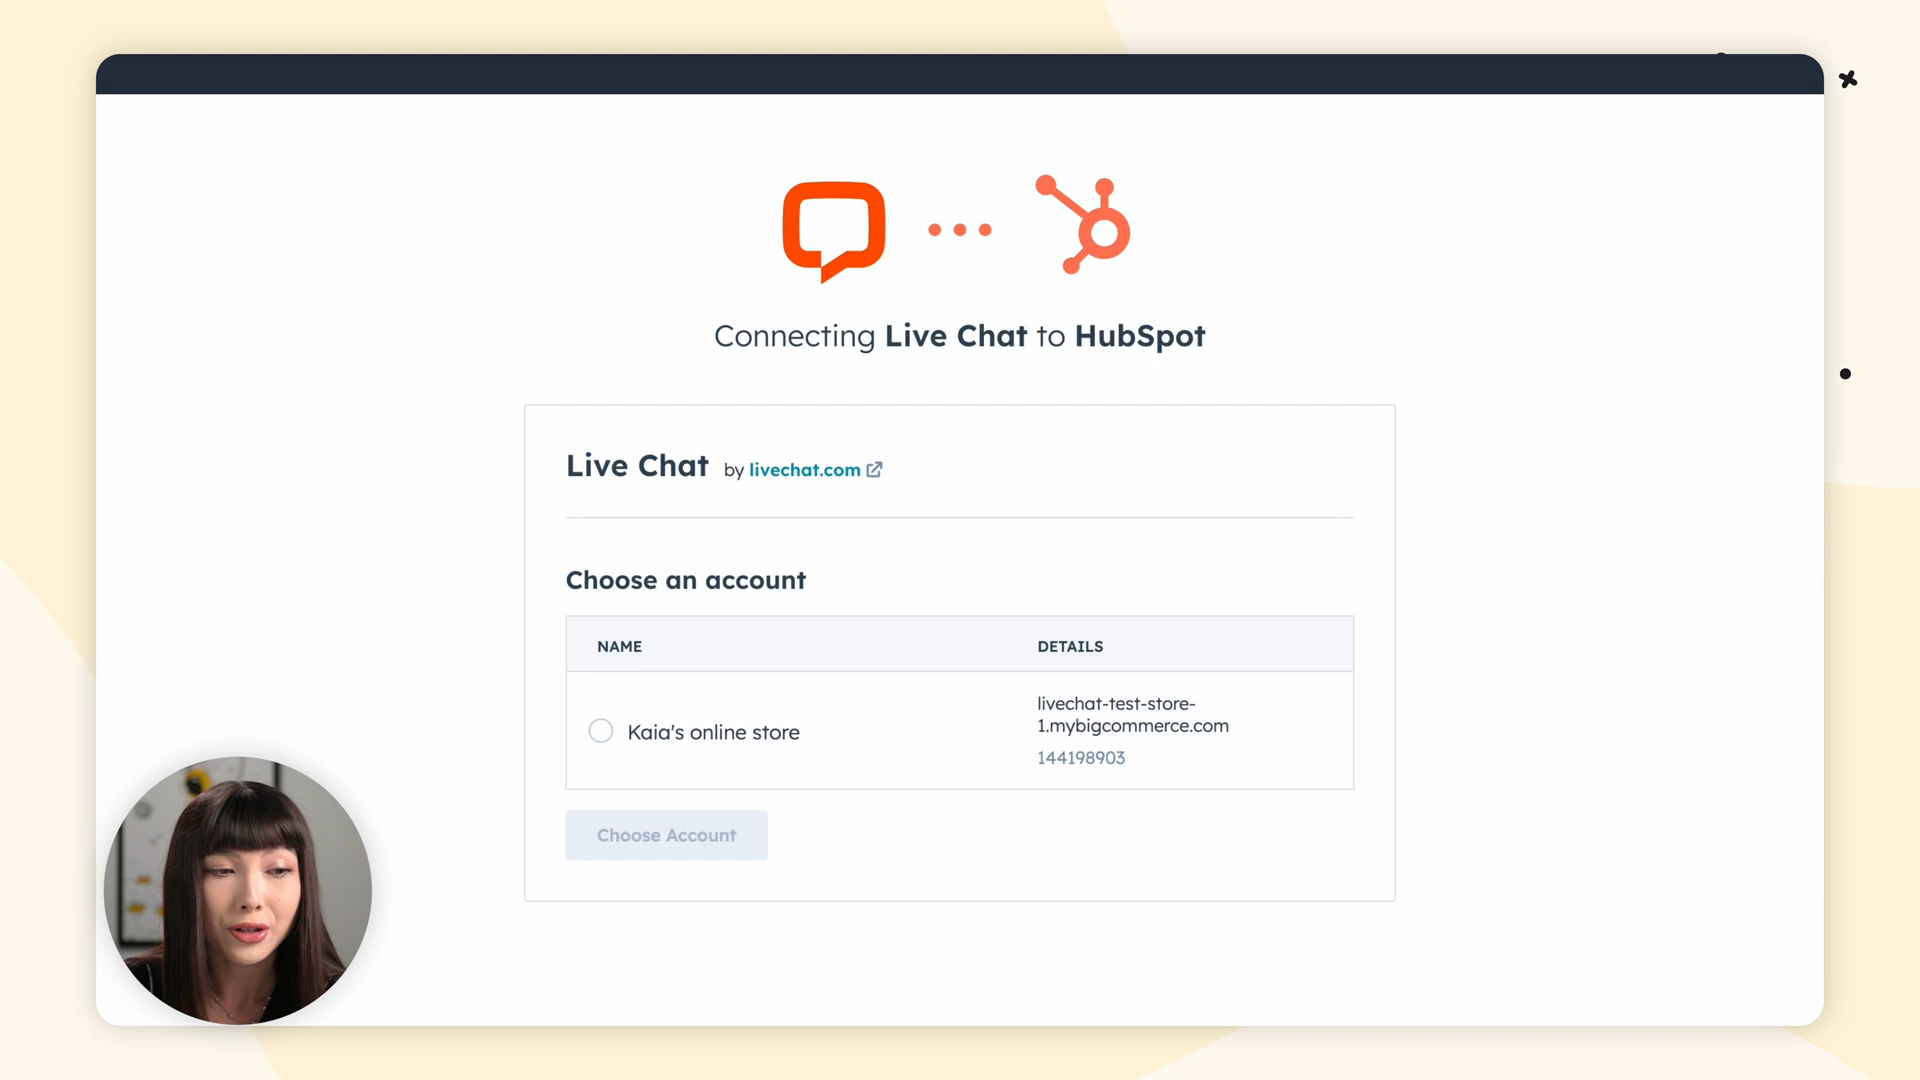 Connecting Live Chat to HubSpot
Live Chat by livechat.com
Choose an account
NAME DETAILS
Kaia's online store
livechat-test-store-
1.mybigcommerce.com
144198903
Choose Account